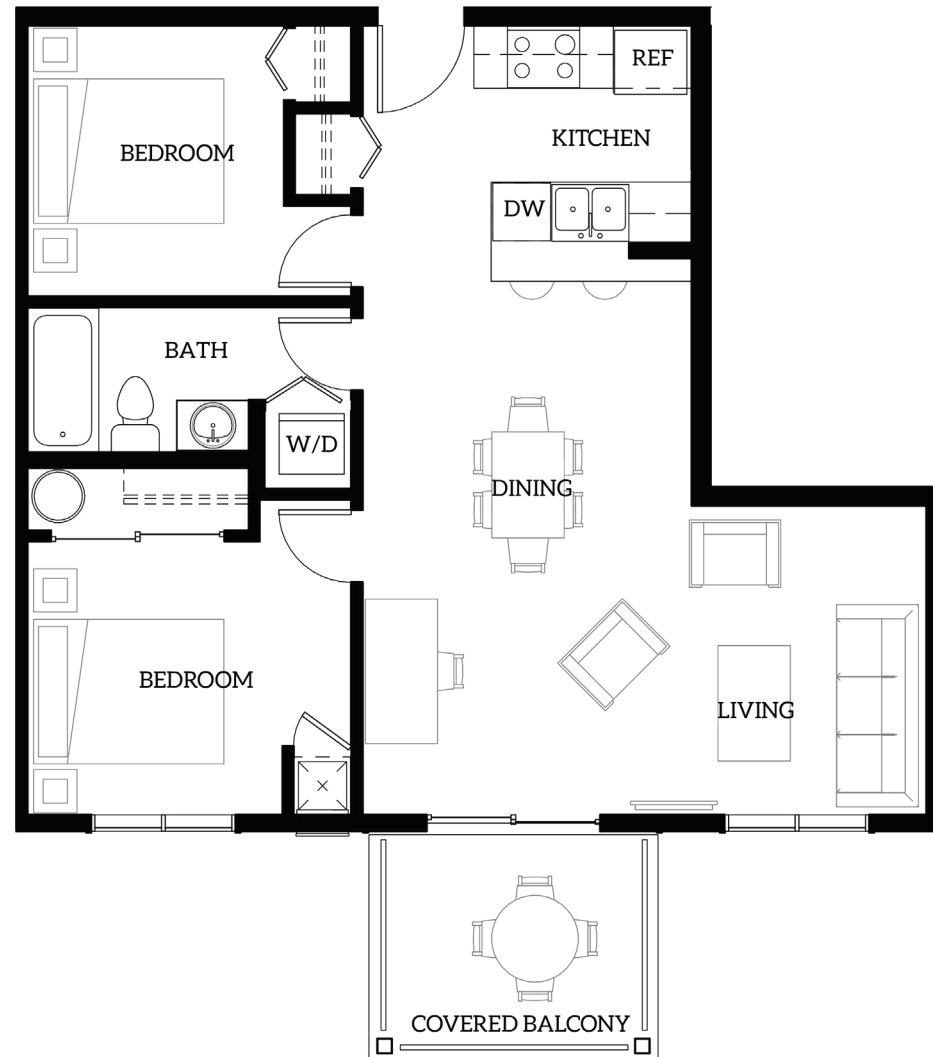 REF
KITCHEN
BEDROOM
DW
BATH
W/D
DINING
BEDROOM
LIVING
COVERED BALCONY